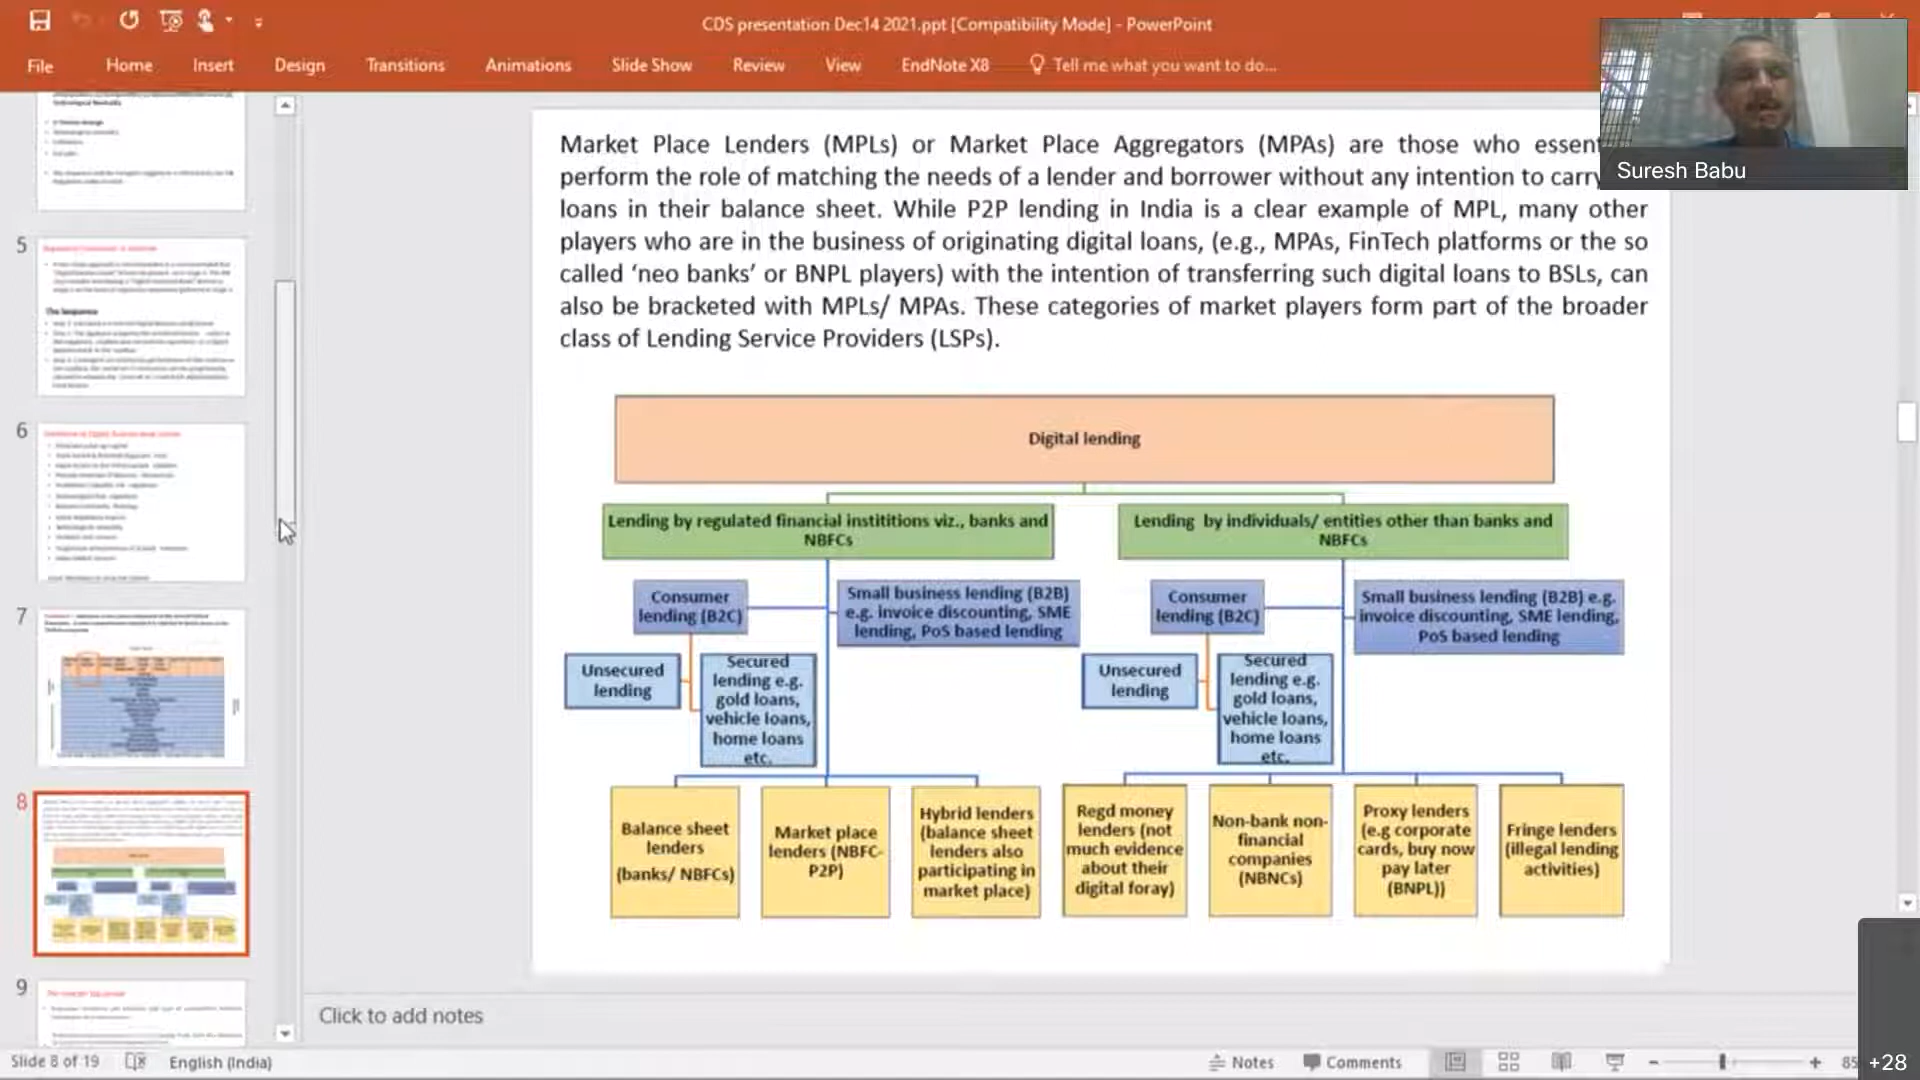 CDS presentation Dec14 2021.ppt [Compatibility Mode] - PowerPoint
File Home Insert Design Transitions Animations Slide Show Review View EndNote X8 Tell me what you want to do...
Suresh Babu
Market Place Lenders (MPLs) or Market Place Aggregators (MPAs) are those who essent
perform the role of matching the needs of a lender and borrower without any intention to carry
loans in their balance sheet. While P2P lending in India is a clear example of MPL, many other
players who are in the business of originating digital loans, (e.g., MPAs, FinTech platforms or the so
called ‘neo banks’ or BNPL players) with the intention of transferring such digital loans to BSLs, can
also be bracketed with MPLs/ MPAs. These categories of market players form part of the broader
class of Lending Service Providers (LSPs).
Digital lending
Lending by regulated financial instititions viz., banks and
NBFCs
Lending by individuals/ entities other than banks and
NBFCs
Consumer
lending (B2C)
Small business lending (B2B)
e.g. invoice discounting, SME
lending, PoS based lending
Consumer
lending (B2C)
Small business lending (B2B) e.g.
invoice discounting, SME lending,
PoS based lending
Unsecured
lending
Secured
lending e.g.
gold loans,
vehicle loans,
home loans
etc.
Unsecured
lending
Secured
lending e.g.
gold loans,
vehicle loans,
home loans
etc.
Balance sheet
lenders
(banks/ NBFCs)
Market place
lenders (NBFC-
P2P)
Hybrid lenders
(balance sheet
lenders also
participating in
market place)
Regd money
lenders (not
much evidence
about their
digital foray)
Non-bank non-
financial
companies
(NBNCs)
Proxy lenders
(e.g corporate
cards, buy now
pay later
(BNPL))
Fringe lenders
(illegal lending
activities)
5
The Sequence
6
7
8
9
Click to add notes
Slide 8 of 19 English (India) Notes Comments 85 +28